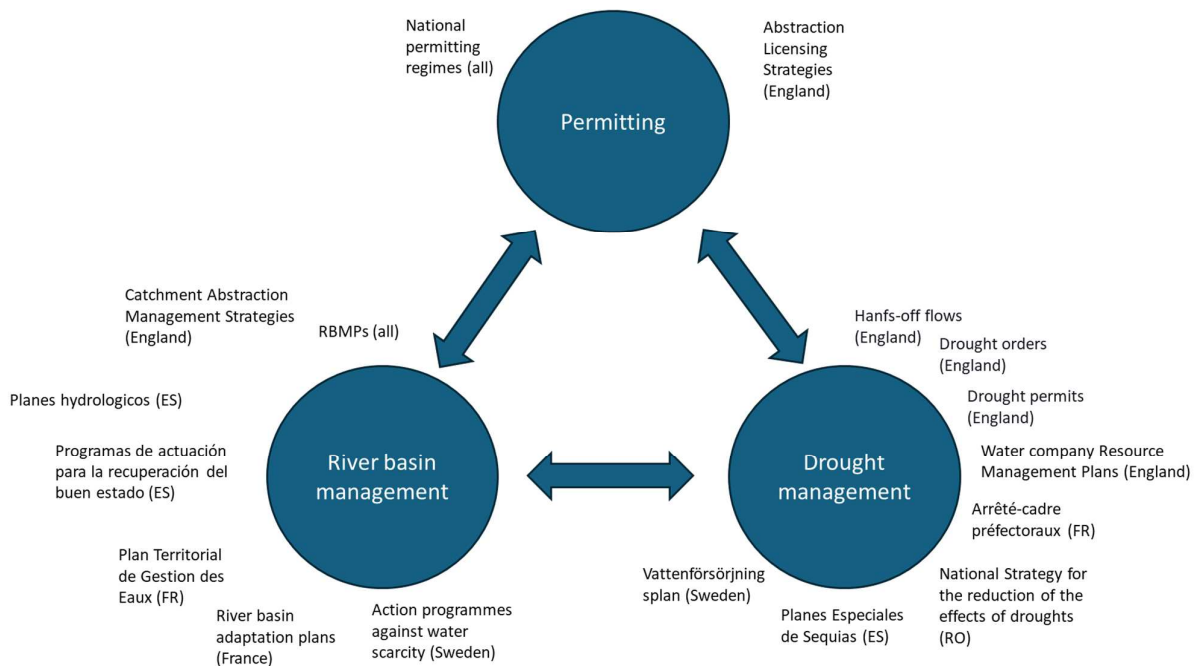 National
permitting
regimes (all)
Abstraction
Licensing
Strategies
(England)
Permitting
Catchment Abstraction
Management Strategies
(England)
RBMPs (all)
Hanfs-off flows
(England)
Drought orders
(England)
Drought permits
(England)
Planes hydrologicos (ES)
Programas de actuación
para la recuperación del
buen estado (ES)
River basin
management
Drought
management
Water company Resource
Management Plans (England)
Arrêté-cadre
préfectoraux (FR)
Plan Territorial
de Gestion des
Eaux (FR)
River basin
adaptation plans
(France)
Action programmes
against water
scarcity (Sweden)
Vattenförsörjning
splan (Sweden)
Planes Especiales
de Sequias (ES)
National Strategy for
the reduction of the
effects of droughts
(RO)